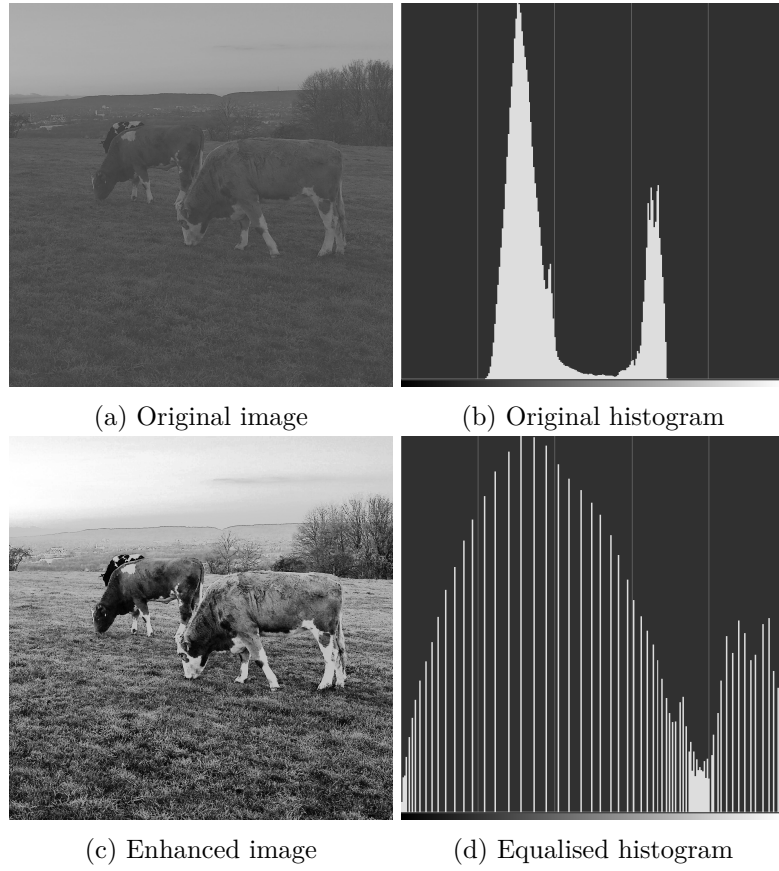 (a) Original image
(b) Original histogram
(c) Enhanced image
(d) Equalised histogram